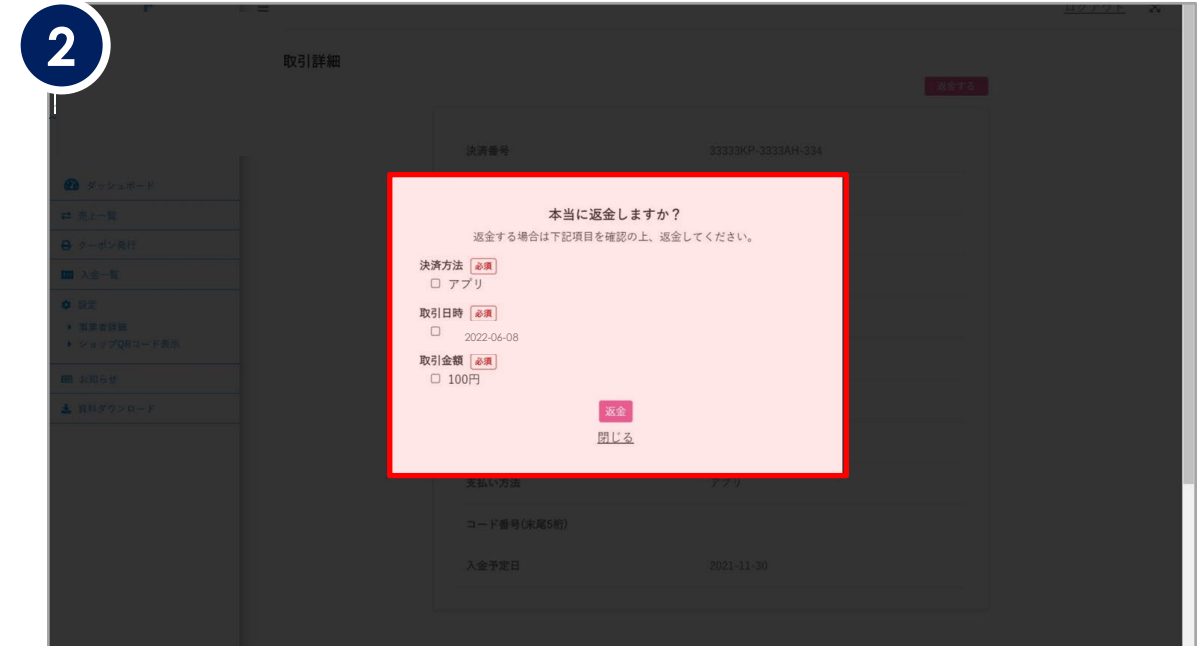 2
ログアウト
取引詳細
返金する
決済番号 33333KP-3333AH-334
ダッシュボード
売上一覧
クーポン発行
入金一覧
設定
事業者詳細
ショップQRコード表示
お知らせ
資料ダウンロード
本当に返金しますか？
返金する場合は下記項目を確認の上、返金してください。
決済方法 必須
アプリ
取引日時 必須
2022-06-08
取引金額 必須
100円
返金
閉じる
支払い方法 アプリ
コード番号(末尾5桁)
入金予定日 2021-11-30